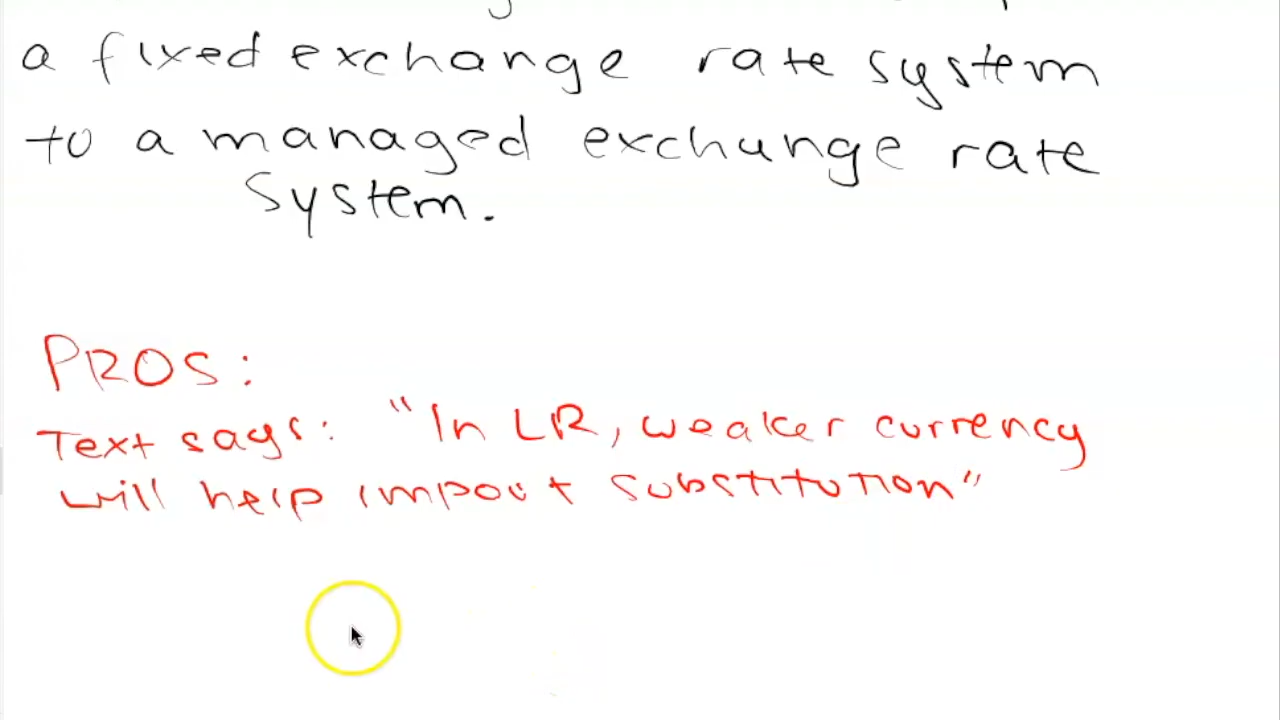 a fixed exchange rate system
to a managed exchange rate
system.
PROS:
Text says: "In LR, weaker currency
will help import substitution"